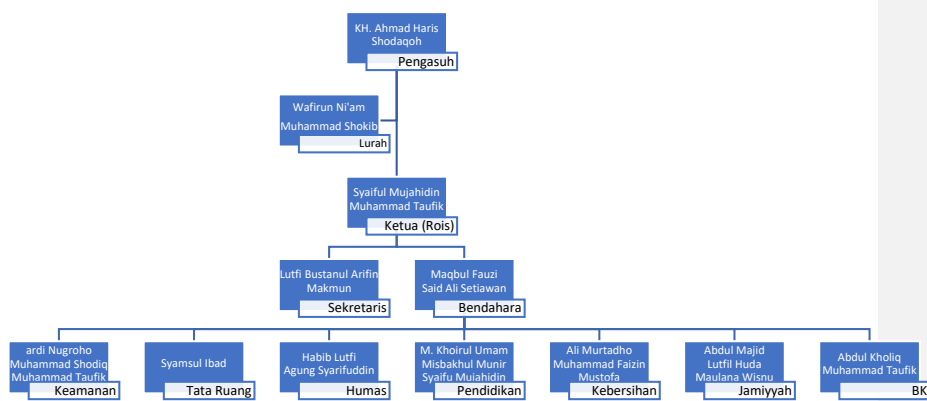 KH. Ahmad Haris
Shodaqoh
Pengasuh
Wafirun Ni'am
Muhammad Shokib
Lurah
Syaiful Mujahidin
Muhammad Taufik
Ketua (Rois)
Lutfi Bustanul Arifin
Makmun
Sekretaris
Maqbul Fauzi
Said Ali Setiawan
Bendahara
ardi Nugroho
Muhammad Shodiq
Muhammad Taufik
Keamanan
Syamsul Ibad
Tata Ruang
Habib Lutfi
Agung Syarifuddin
Humas
M. Khoirul Umam
Misbakhul Munir
Syaifu Mujahidin
Pendidikan
Ali Murtadho
Muhammad Faizin
Mustofa
Kebersihan
Abdul Majid
Lutfil Huda
Maulana Wisnu
Jamiyyah
Abdul Kholiq
Muhammad Taufik
BK